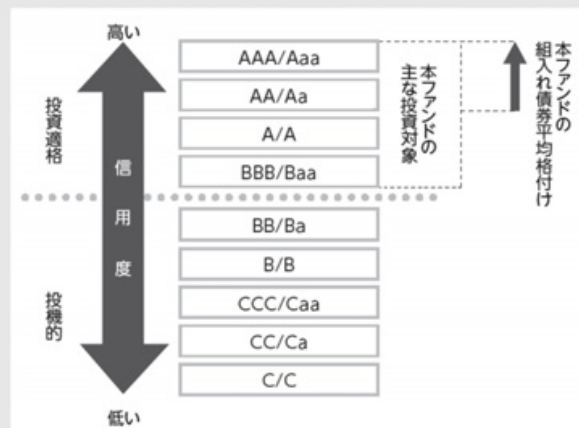 高い
AAA/Aaa
AA/Aa
A/A
BBB/Baa
BB/Ba
B/B
CCC/Caa
CC/Ca
C/C
低い
投資適格
投機的
信用度
本ファンドの
主な投資対象
本ファンドの
組入れ債券平均格付け